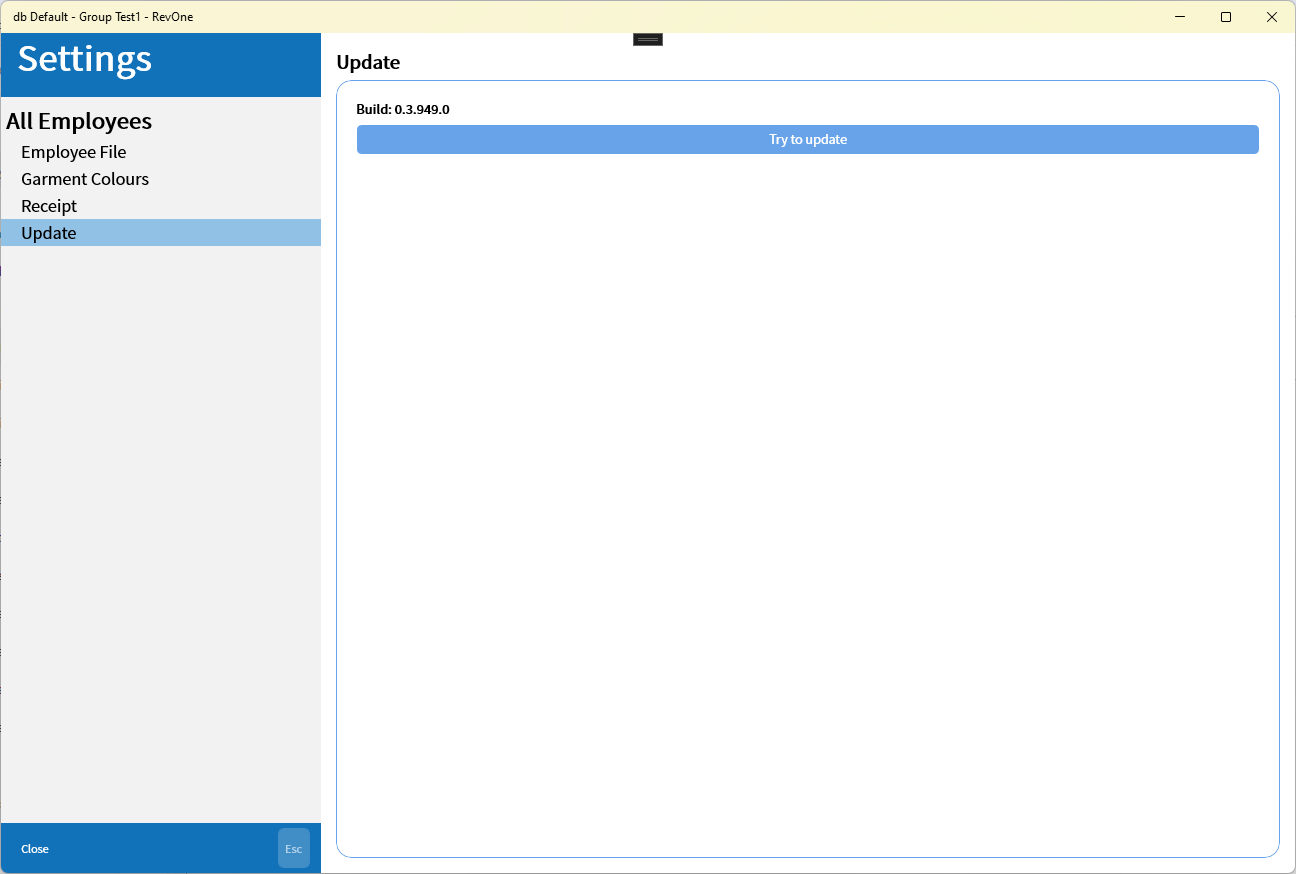 db Default - Group Test1 - RevOne
Settings
All Employees
Employee File
Garment Colours
Receipt
Update
Close
Esc
Update
Build: 0.3.949.0
Try to update